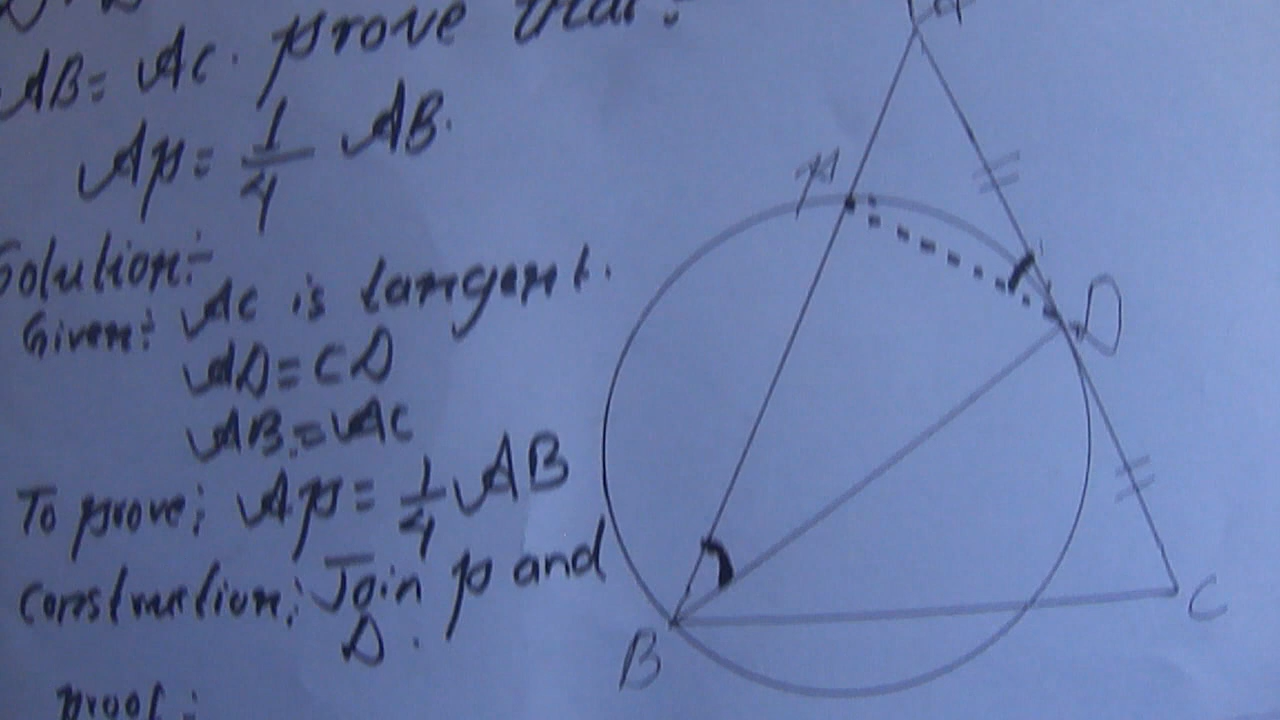 AB = AC. prove that:
AP = 1/4 AB.
Solution:-
Given: AC is tangent.
AD = CD
AB = AC
To prove: AP = 1/4 AB
construction: Join p and
D.
proof:
A
P
D
B
C